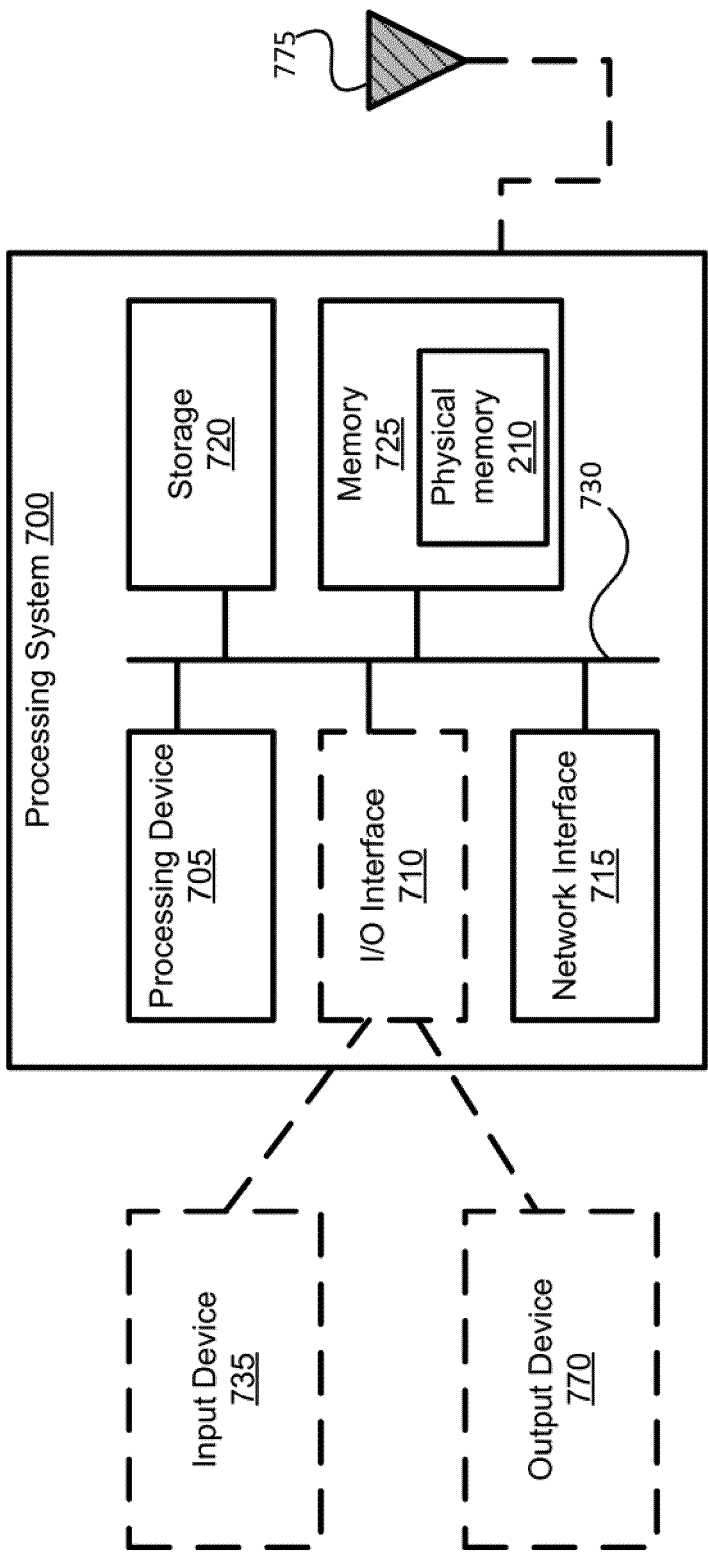 Processing System 700
Processing Device
705
Storage
720
Input Device
735
I/O Interface
710
Memory
725
Physical
memory
210
Output Device
770
Network Interface
715
730
775